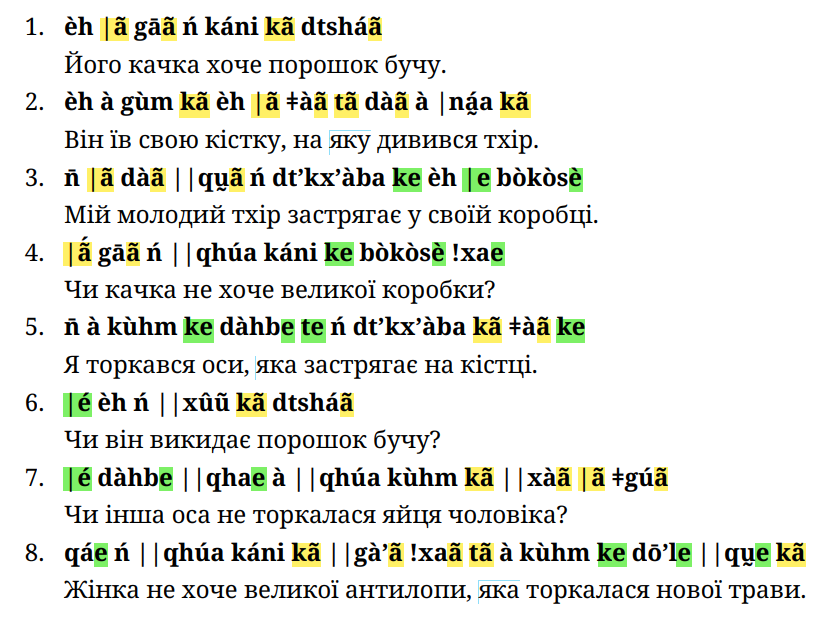 1. èh |ã gāã ń káni kã dtsháã
Його качка хоче порошок бучу.
2. èh à gùm kã èh |ã ǂàã tã dàã à |ná̰a kã
Він їв свою кістку, на яку дивився тхір.
3. n̄ |ã dàã ||qṵã ń dt’kx’àba ke èh |e bòkòsè
Мій молодий тхір застрягає у своїй коробці.
4. |ã́ gāã ń ||qhúa káni ke bòkòsè !xae
Чи качка не хоче великої коробки?
5. n̄ à kùhm ke dàhbe te ń dt’kx’àba kã ǂàã ke
Я торкався оси, яка застрягає на кістці.
6. |é èh ń ||xûũ kã dtsháã
Чи він викидає порошок бучу?
7. |é dàhbe ||qhae à ||qhúa kùhm kã ||xàã |ã ǂgúã
Чи інша оса не торкалася яйця чоловіка?
8. qáe ń ||qhúa káni kã ||gà’ã !xaã tã à kùhm ke dō’le ||qṵe kã
Жінка не хоче великої антилопи, яка торкалася нової трави.